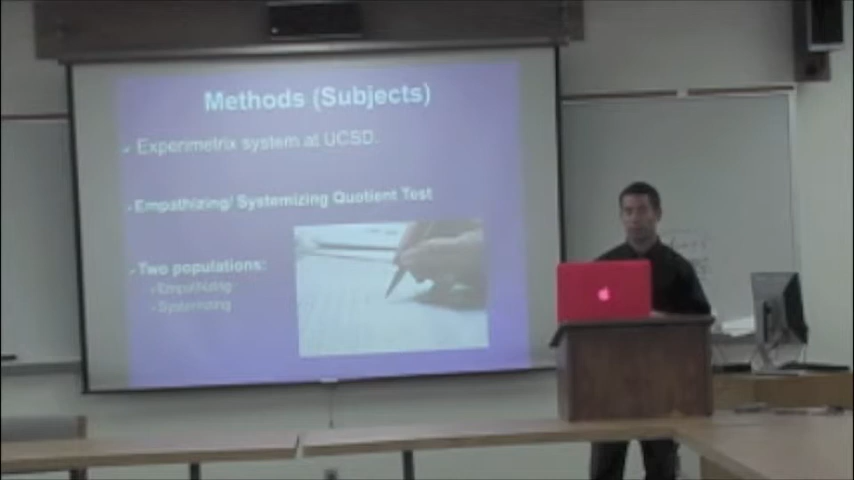 Methods (Subjects)
Experimetrix system at UCSD.
Empathizing/ Systemizing Quotient Test
Two populations:
Empathizing
Systemizing